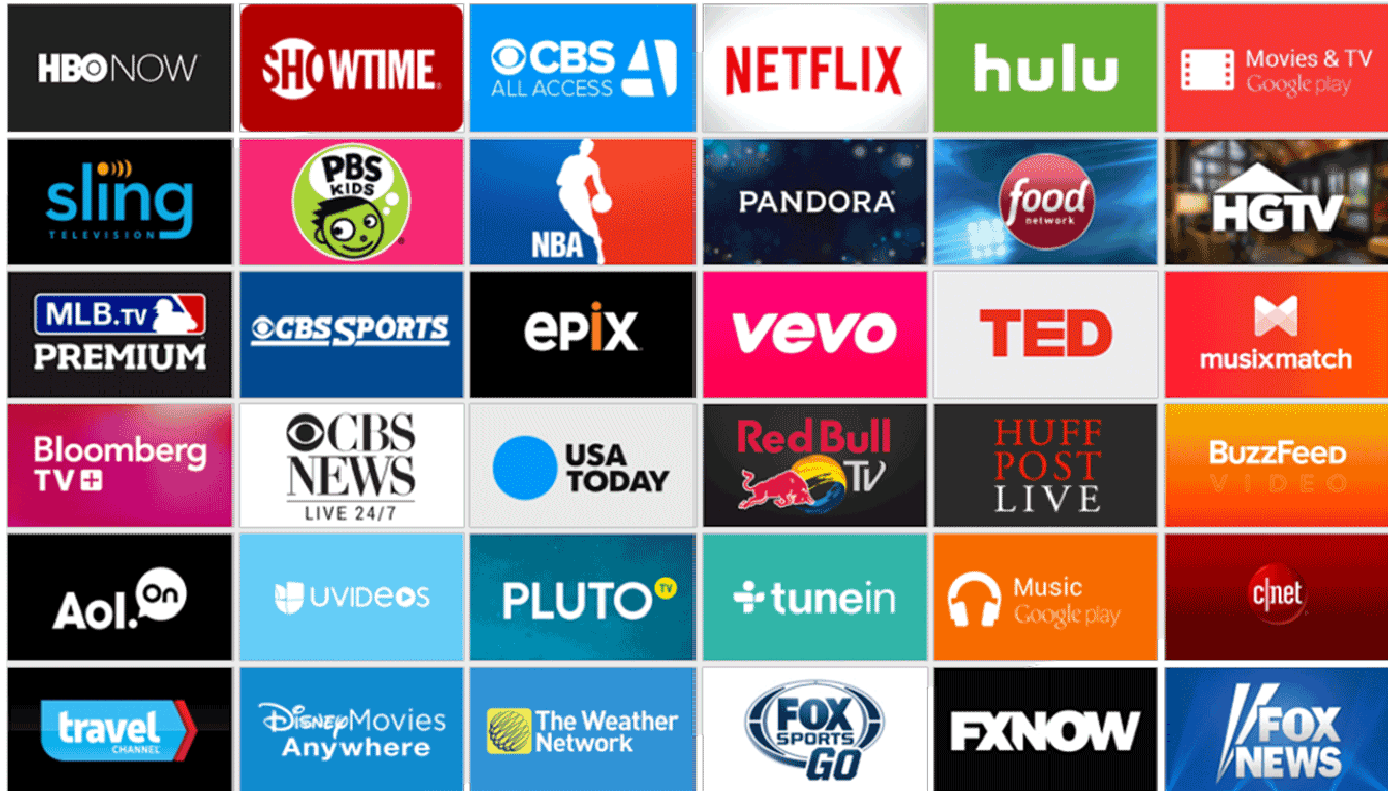 HBO NOW
SHOWTIME
CBS
ALL ACCESS
NETFLIX
hulu
Movies & TV
Google play
sling
TELEVISION
PBS
KIDS
NBA
PANDORA
food
network
HGTV
MLB.TV
PREMIUM
CBS SPORTS
epix
vevo
TED
musixmatch
Bloomberg
TV+
CBS
NEWS
LIVE 24/7
USA
TODAY
Red Bull
TV
HUFF
POST
LIVE
BuzzFeed
VIDEO
Aol.On
UVIDEOS
PLUTO TV
tunein
Music
Google play
c|net
travel
CHANNEL
Disney Movies
Anywhere
The Weather
Network
FOX
SPORTS
GO
FXNOW
FOX
NEWS